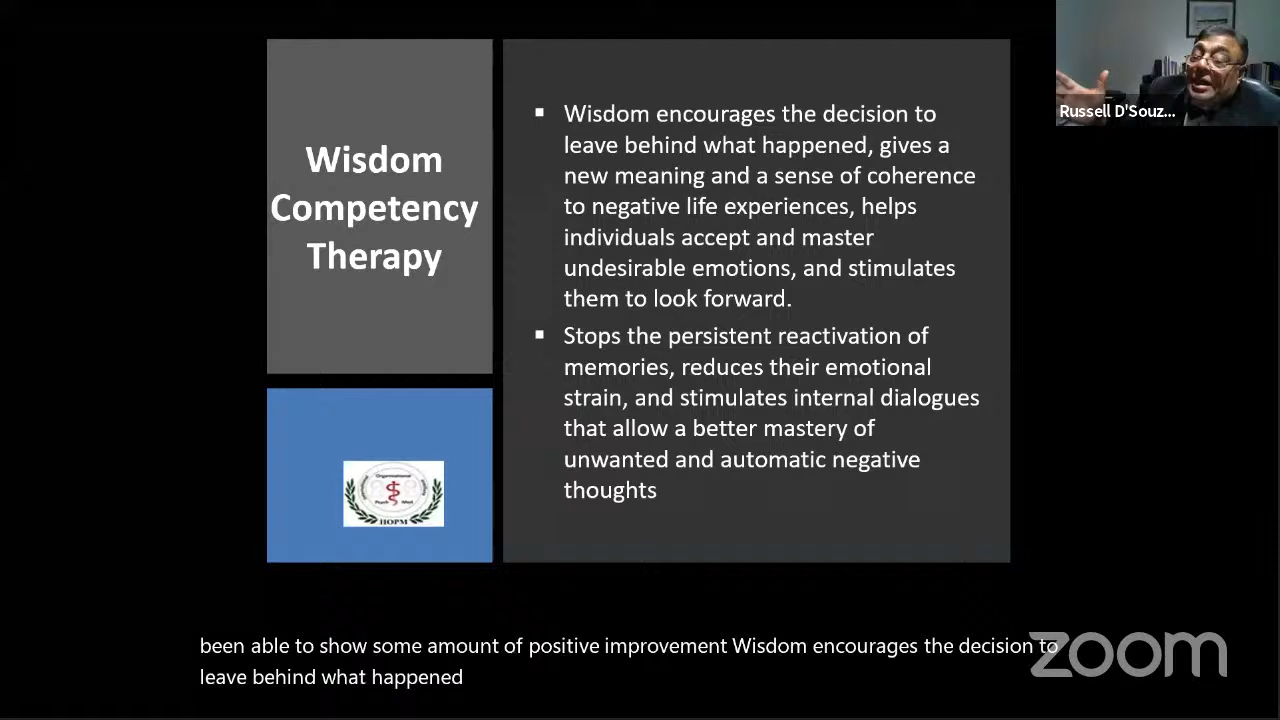 Wisdom
Competency
Therapy
▪ Wisdom encourages the decision to
leave behind what happened, gives a
new meaning and a sense of coherence
to negative life experiences, helps
individuals accept and master
undesirable emotions, and stimulates
them to look forward.
▪ Stops the persistent reactivation of
memories, reduces their emotional
strain, and stimulates internal dialogues
that allow a better mastery of
unwanted and automatic negative
thoughts
Organizational
IIOPM
Russell D'Souz...
been able to show some amount of positive improvement Wisdom encourages the decision to
leave behind what happened
zoom